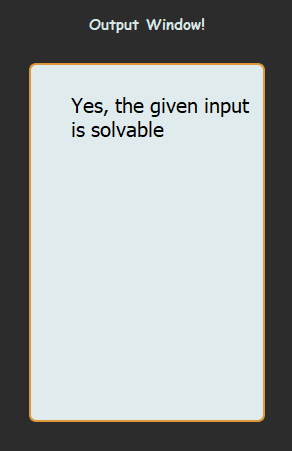 Output Window!
Yes, the given input
is solvable